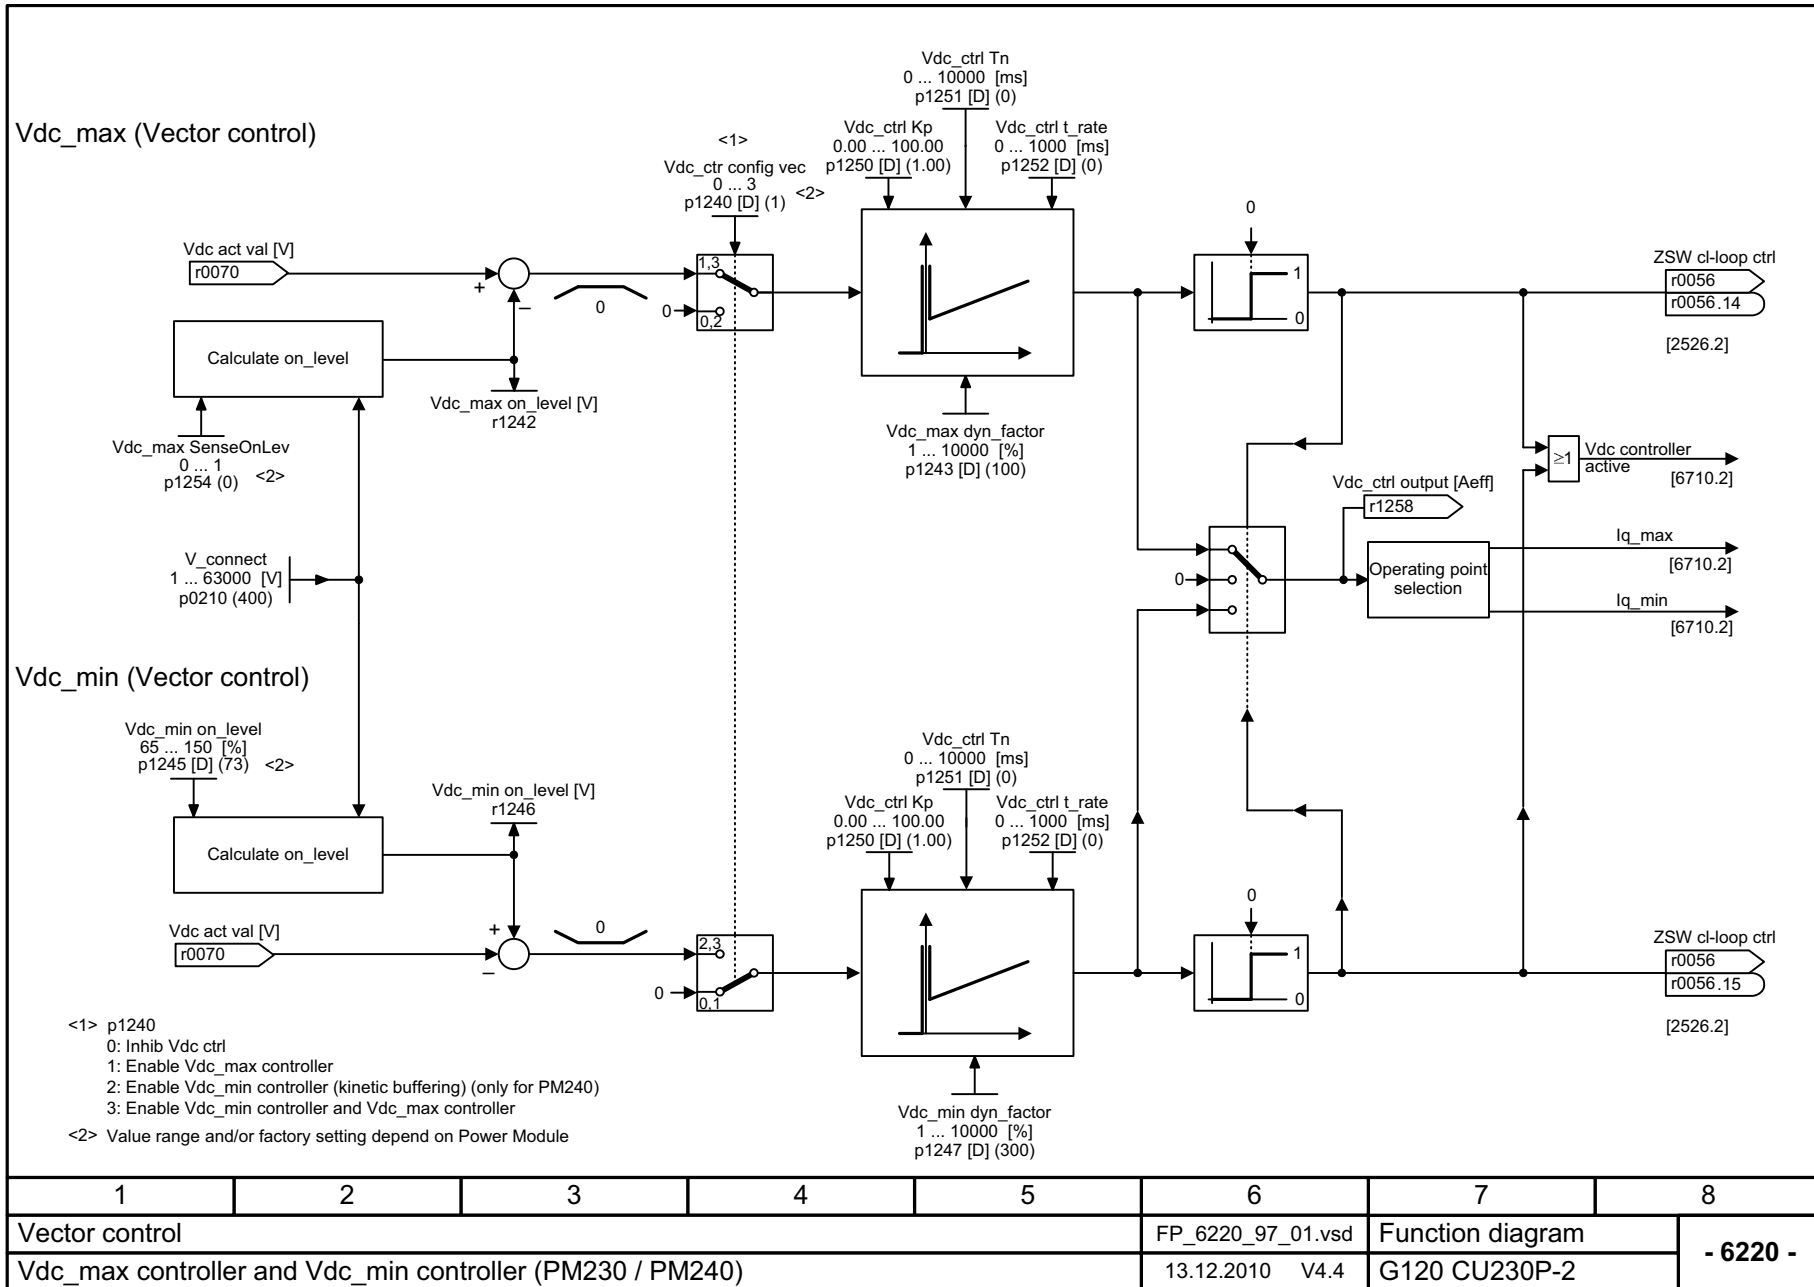 Vdc_max (Vector control)
Vdc_ctrl Tn
0 ... 10000 [ms]
p1251 [D] (0)
Vdc_ctrl Kp
0.00 ... 100.00
p1250 [D] (1.00)
Vdc_ctrl t_rate
0 ... 1000 [ms]
p1252 [D] (0)
<1>
Vdc_ctr config vec
0 ... 3
p1240 [D] (1) <2>
Vdc act val [V]
r0070
+
–
0
1,3
0
0,2
0
1
0
ZSW cl-loop ctrl
r0056
r0056.14
[2526.2]
Calculate on_level
Vdc_max on_level [V]
r1242
Vdc_max SenseOnLev
0 ... 1
p1254 (0) <2>
Vdc_max dyn_factor
1 ... 10000 [%]
p1243 [D] (100)
≥1
Vdc controller
active
[6710.2]
Vdc_ctrl output [Aeff]
r1258
V_connect
1 ... 63000 [V]
p0210 (400)
0
Operating point
selection
Iq_max
[6710.2]
Iq_min
[6710.2]
Vdc_min (Vector control)
Vdc_min on_level
65 ... 150 [%]
p1245 [D] (73) <2>
Vdc_min on_level [V]
r1246
Vdc_ctrl Tn
0 ... 10000 [ms]
p1251 [D] (0)
Vdc_ctrl Kp
0.00 ... 100.00
p1250 [D] (1.00)
Vdc_ctrl t_rate
0 ... 1000 [ms]
p1252 [D] (0)
Calculate on_level
Vdc act val [V]
r0070
+
–
0
2,3
0
0,1
0
1
0
ZSW cl-loop ctrl
r0056
r0056.15
[2526.2]
<1> p1240
0: Inhib Vdc ctrl
1: Enable Vdc_max controller
2: Enable Vdc_min controller (kinetic buffering) (only for PM240)
3: Enable Vdc_min controller and Vdc_max controller
<2> Value range and/or factory setting depend on Power Module
Vdc_min dyn_factor
1 ... 10000 [%]
p1247 [D] (300)
1 2 3 4 5 6 7 8
Vector control
FP_6220_97_01.vsd
Function diagram
- 6220 -
Vdc_max controller and Vdc_min controller (PM230 / PM240)
13.12.2010 V4.4
G120 CU230P-2